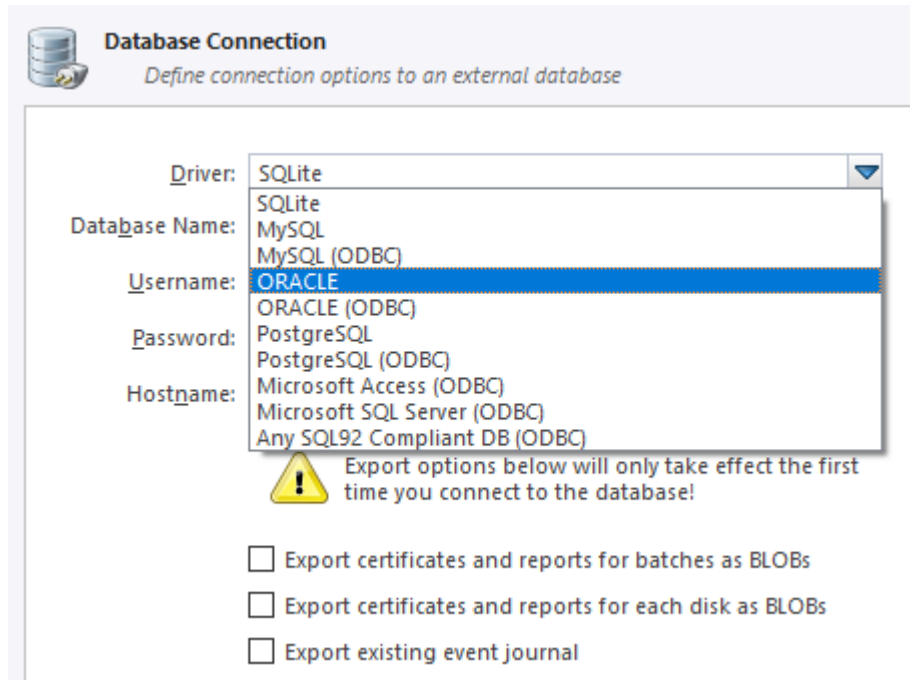 Database Connection
Define connection options to an external database
Driver: SQLite
SQLite
Database Name: MySQL
MySQL (ODBC)
Username: ORACLE
ORACLE (ODBC)
Password: PostgreSQL
PostgreSQL (ODBC)
Hostname: Microsoft Access (ODBC)
Microsoft SQL Server (ODBC)
Any SQL92 Compliant DB (ODBC)
Export options below will only take effect the first
time you connect to the database!
Export certificates and reports for batches as BLOBs
Export certificates and reports for each disk as BLOBs
Export existing event journal